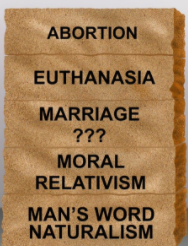 ABORTION
EUTHANASIA
MARRIAGE
???
MORAL
RELATIVISM
MAN'S WORD
NATURALISM